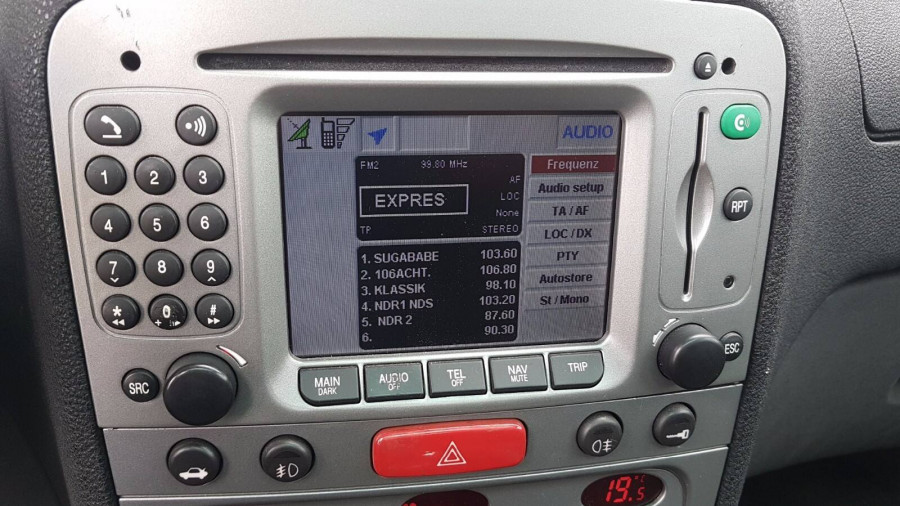 AUDIO
FM2 99.80 MHz
AF
EXPRES
LOC
None
TP STEREO
1. SUGABABE 103.60
2. 106ACHT. 106.80
3. KLASSIK 98.10
4. NDR1 NDS 103.20
5. NDR 2 87.60
6. 90.30
Frequenz
Audio setup
TA / AF
LOC / DX
PTY
Autostore
St / Mono
1 2 3
4 5 6
7 8 9
* 0 #
RPT
ESC
SRC
MAIN
DARK
AUDIO
OFF
TEL
OFF
NAV
MUTE
TRIP
19.5
°C